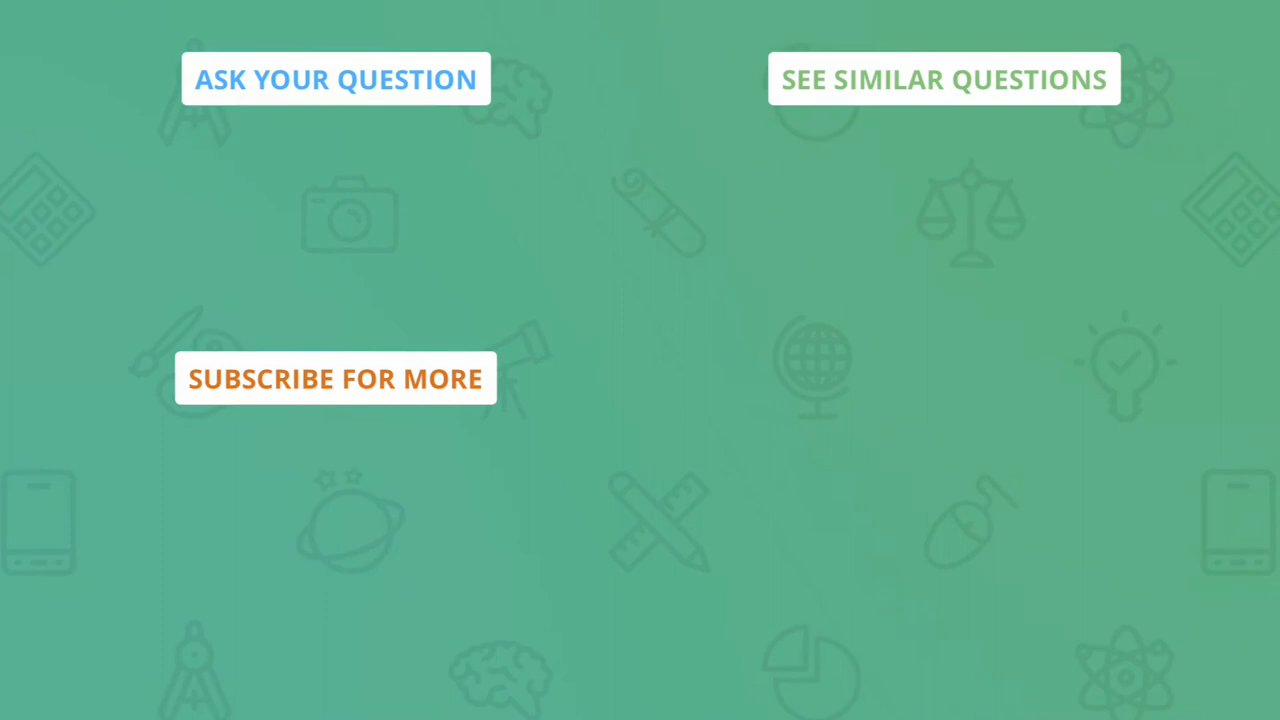 ASK YOUR QUESTION
SEE SIMILAR QUESTIONS
SUBSCRIBE FOR MORE